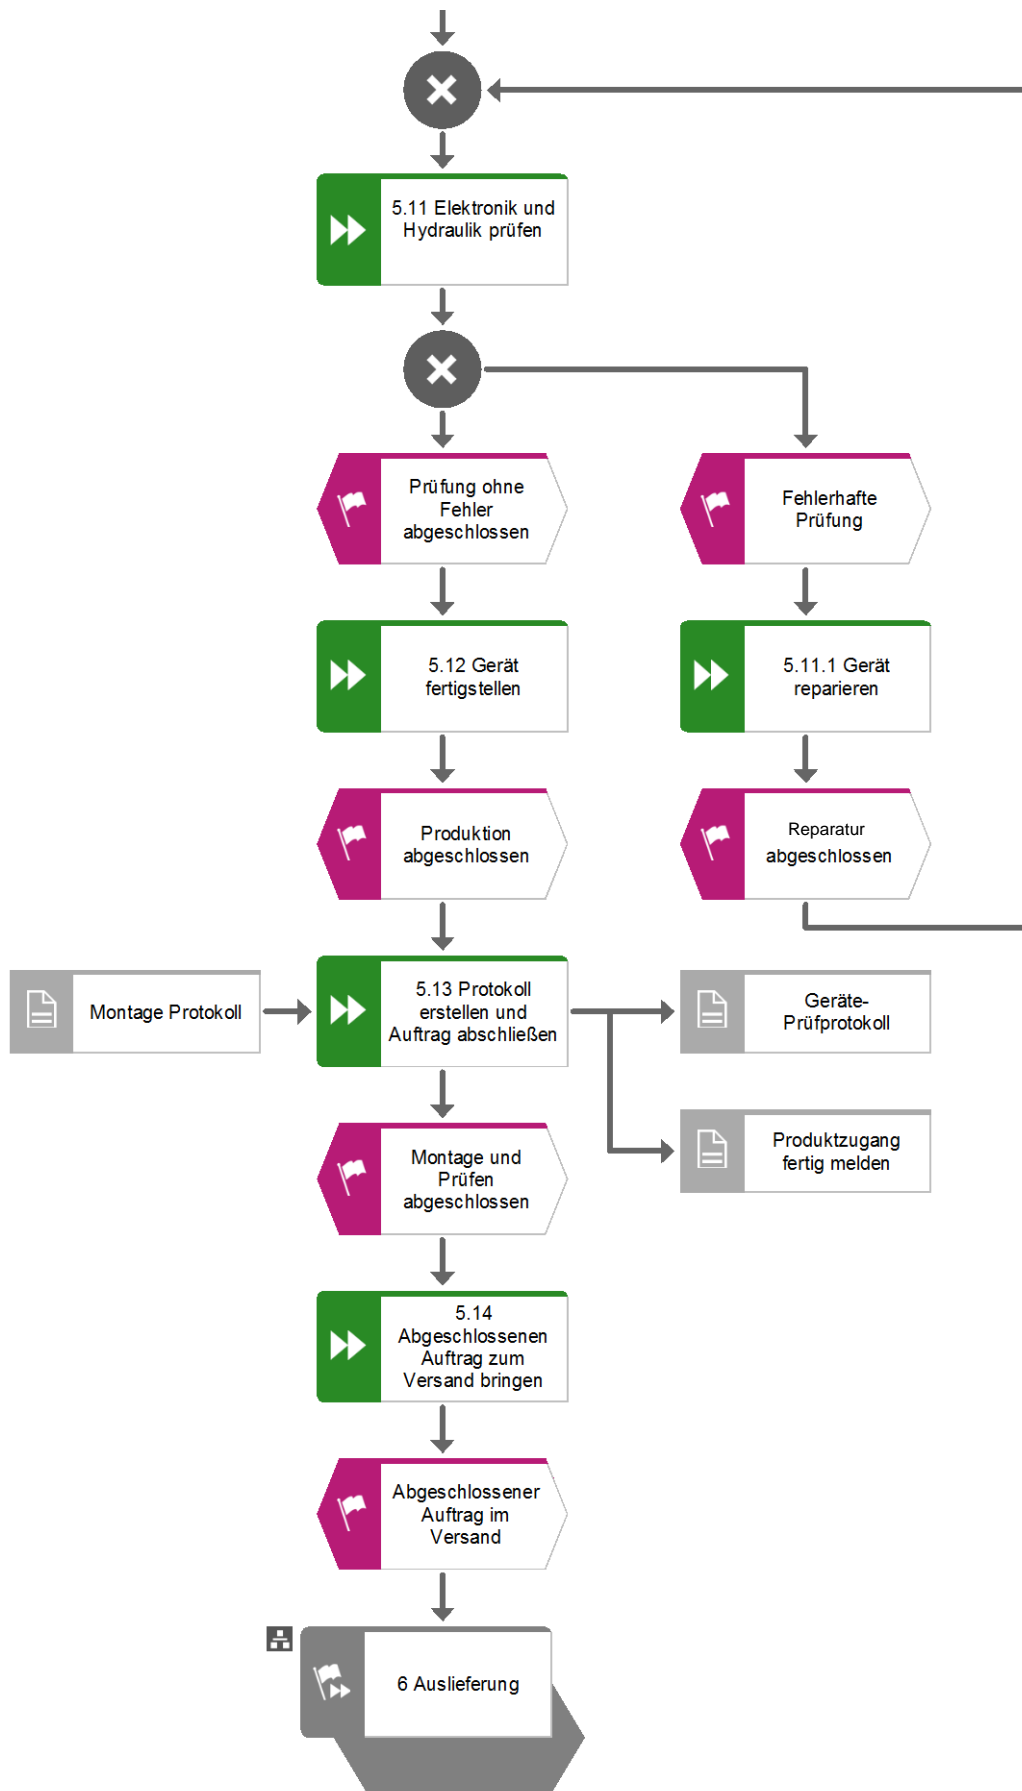 5.11 Elektronik und
Hydraulik prüfen
Prüfung ohne
Fehler
abgeschlossen
Fehlerhafte
Prüfung
5.12 Gerät
fertigstellen
5.11.1 Gerät
reparieren
Produktion
abgeschlossen
Reparatur
abgeschlossen
Montage Protokoll
5.13 Protokoll
erstellen und
Auftrag abschließen
Geräte-
Prüfprotokoll
Produktzugang
fertig melden
Montage und
Prüfen
abgeschlossen
5.14
Abgeschlossenen
Auftrag zum
Versand bringen
Abgeschlossener
Auftrag im
Versand
6 Auslieferung